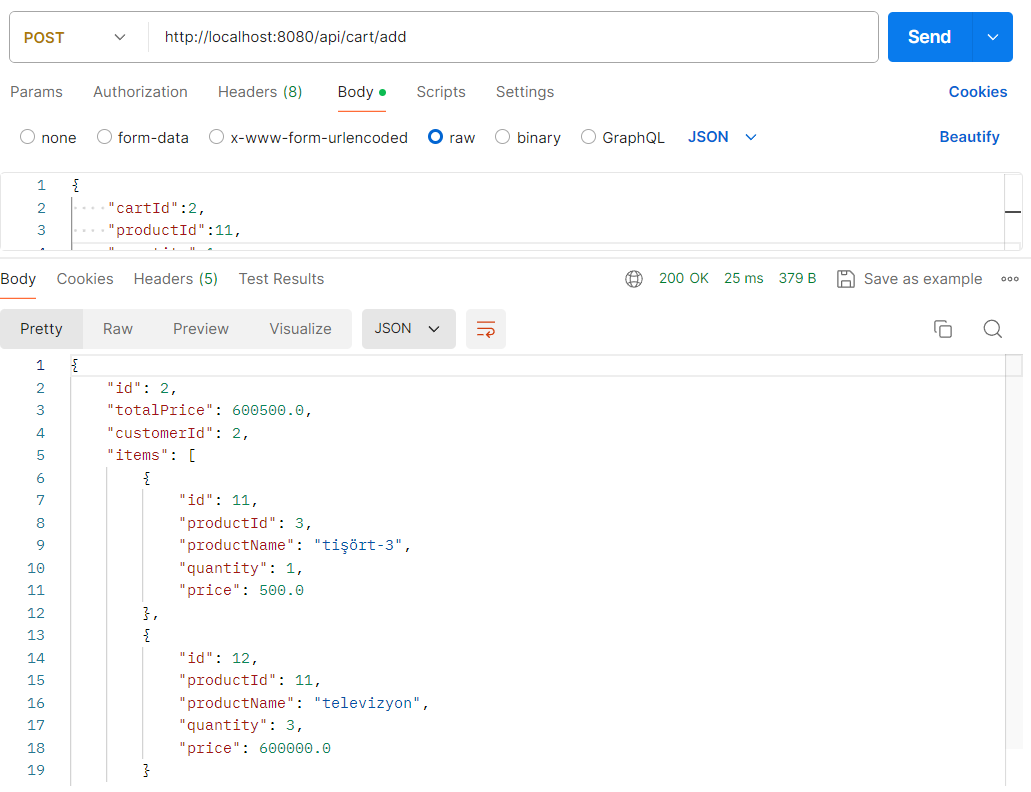 POST http://localhost:8080/api/cart/add Send
Params Authorization Headers (8) Body Scripts Settings Cookies
none form-data x-www-form-urlencoded raw binary GraphQL JSON Beautify
1 {
2 "cartId":2,
3 "productId":11,
Body Cookies Headers (5) Test Results 200 OK 25 ms 379 B Save as example
Pretty Raw Preview Visualize JSON
1 {
2 "id": 2,
3 "totalPrice": 600500.0,
4 "customerId": 2,
5 "items": [
6 {
7 "id": 11,
8 "productId": 3,
9 "productName": "tişört-3",
10 "quantity": 1,
11 "price": 500.0
12 },
13 {
14 "id": 12,
15 "productId": 11,
16 "productName": "televizyon",
17 "quantity": 3,
18 "price": 600000.0
19 }